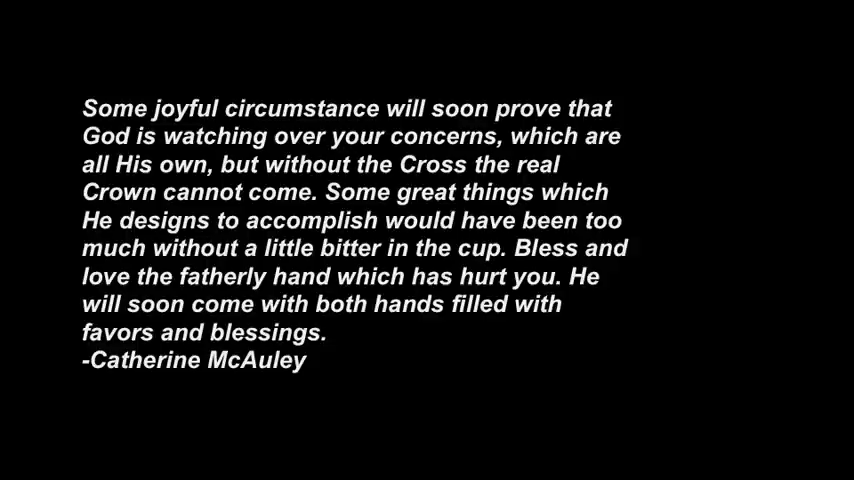 Some joyful circumstance will soon prove that
God is watching over your concerns, which are
all His own, but without the Cross the real
Crown cannot come. Some great things which
He designs to accomplish would have been too
much without a little bitter in the cup. Bless and
love the fatherly hand which has hurt you. He
will soon come with both hands filled with
favors and blessings.
-Catherine McAuley